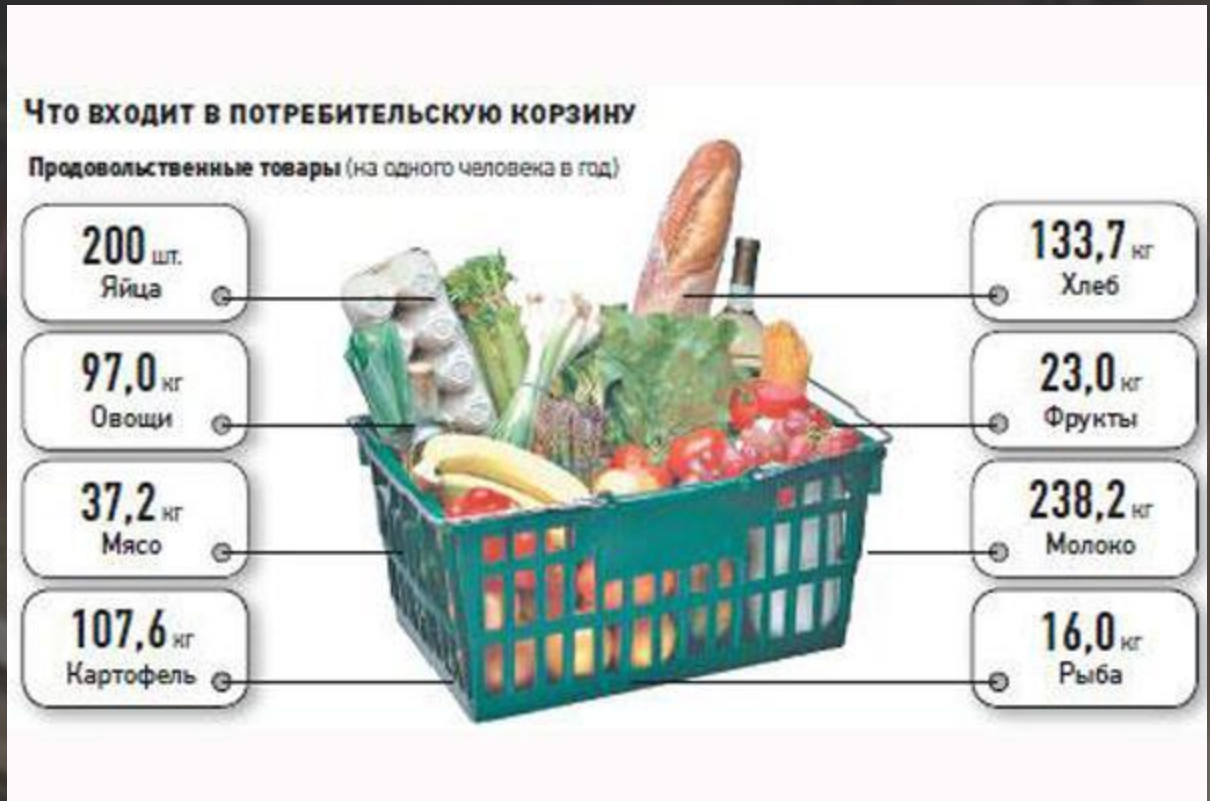 Что входит в потребительскую корзину
Продовольственные товары (на одного человека в год)
200 шт.
Яйца
97,0 кг
Овощи
37,2 кг
Мясо
107,6 кг
Картофель
133,7 кг
Хлеб
23,0 кг
Фрукты
238,2 кг
Молоко
16,0 кг
Рыба